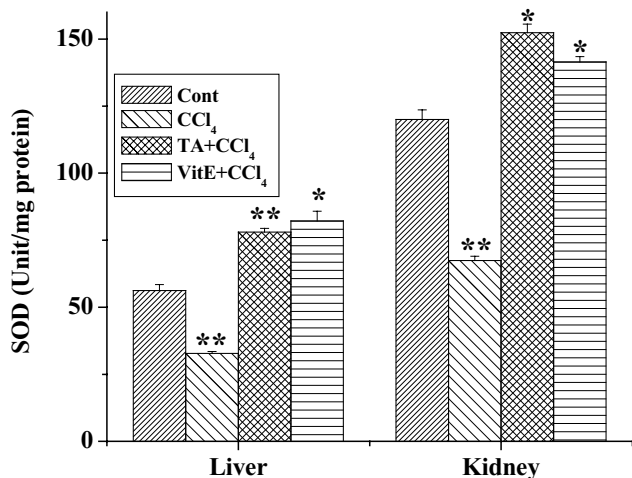 SOD (Unit/mg protein)
150
100
50
0
Cont
CCl₄
TA+CCl₄
VitE+CCl₄
**
**
*
**
*
*
Liver
Kidney